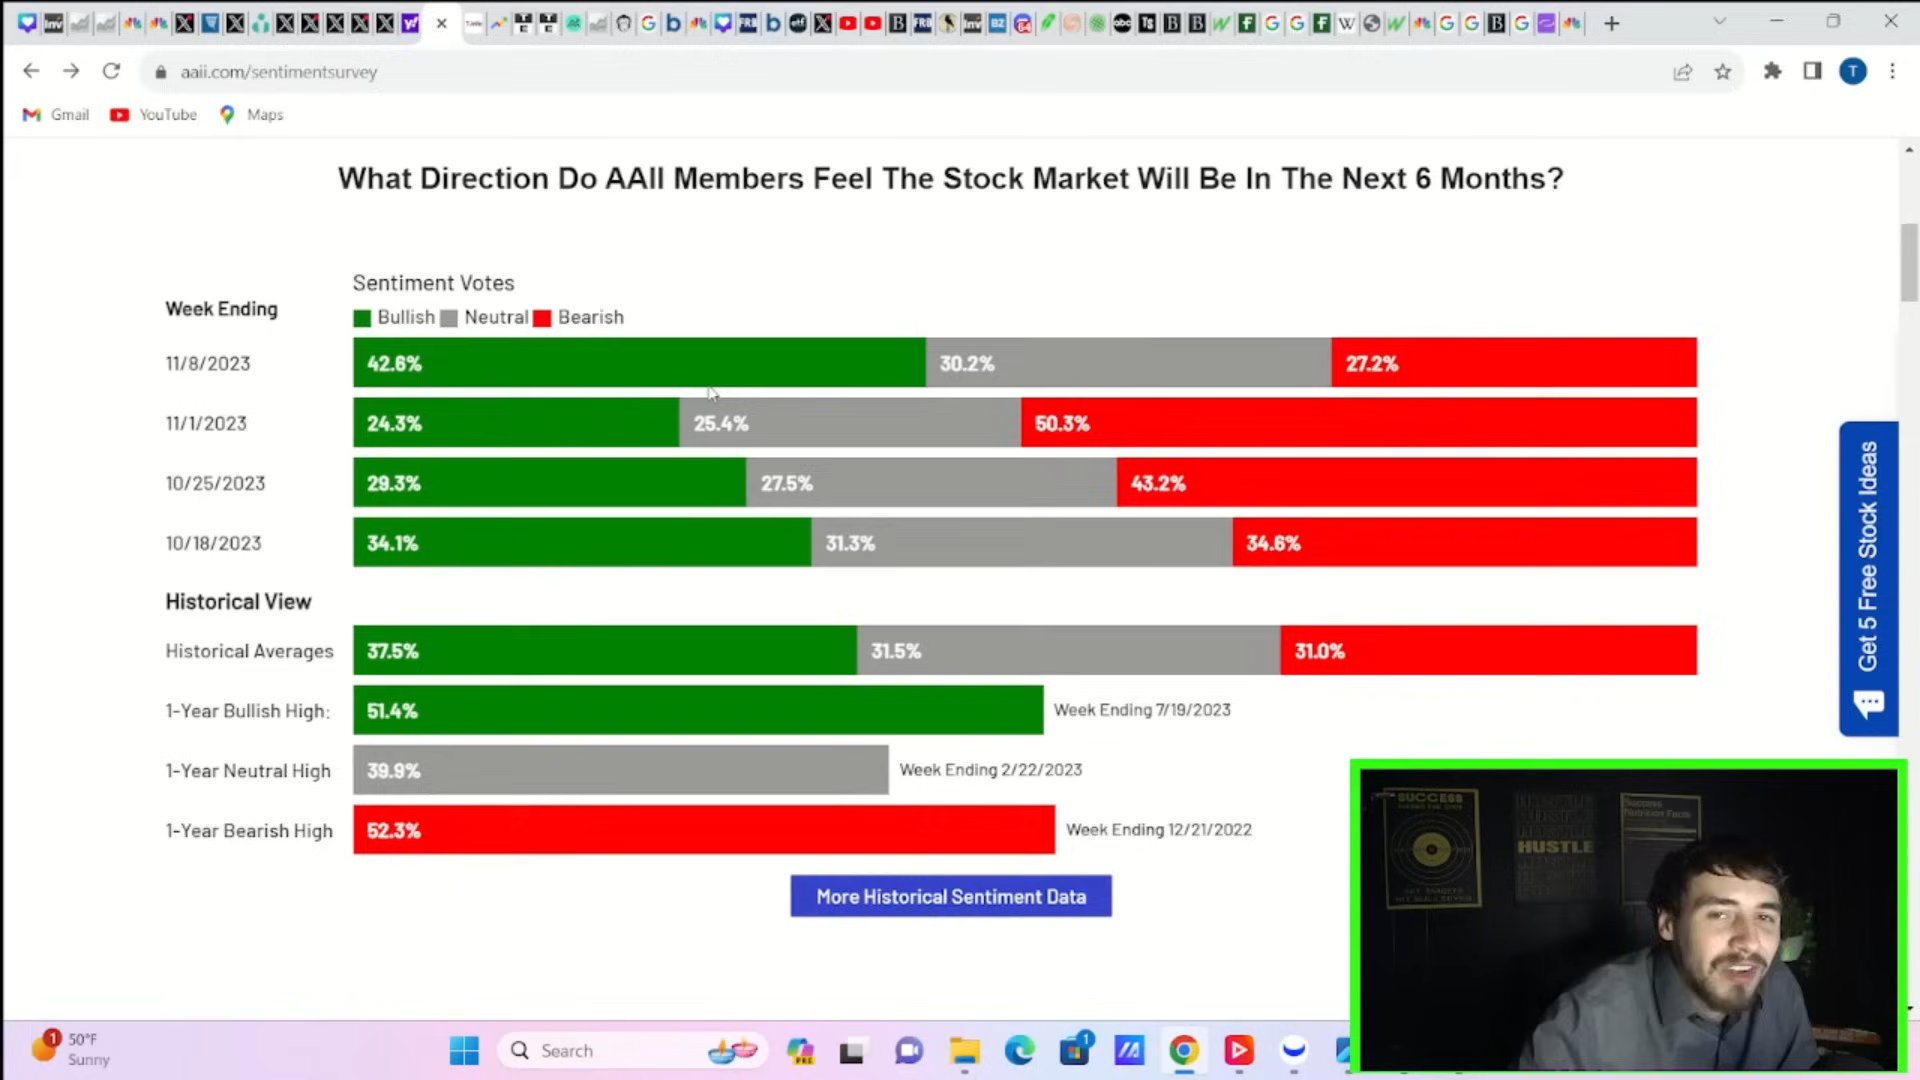 aaii.com/sentimentsurvey
T
Gmail YouTube Maps
What Direction Do AAII Members Feel The Stock Market Will Be In The Next 6 Months?
Sentiment Votes
Week Ending
Bullish Neutral Bearish
11/8/2023 42.6% 30.2% 27.2%
11/1/2023 24.3% 25.4% 50.3%
10/25/2023 29.3% 27.5% 43.2%
10/18/2023 34.1% 31.3% 34.6%
Historical View
Historical Averages 37.5% 31.5% 31.0%
1-Year Bullish High: 51.4% Week Ending 7/19/2023
1-Year Neutral High 39.9% Week Ending 2/22/2023
1-Year Bearish High 52.3% Week Ending 12/21/2022
More Historical Sentiment Data
Get 5 Free Stock Ideas
SUCCESS
HUSTLE
Success
Nutrition Facts
1
50°F
Sunny
Search
1